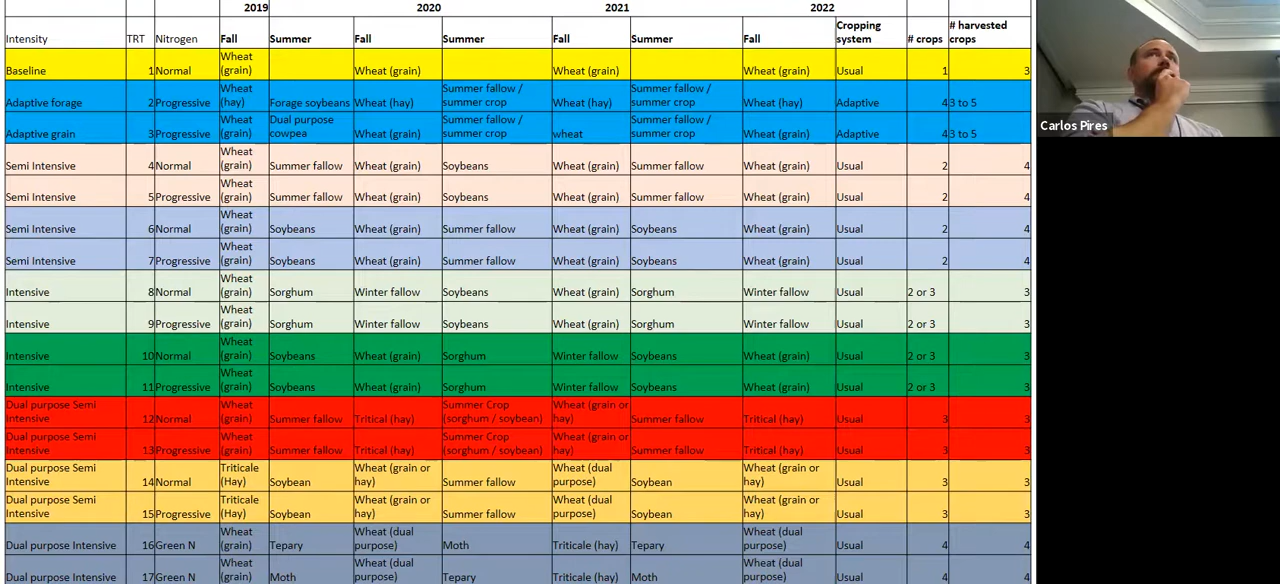 2019 2020 2021 2022
Intensity TRT Nitrogen Fall Summer Fall Summer Fall Summer Fall Cropping system # crops # harvested crops
Baseline 1 Normal Wheat (grain) Wheat (grain) Wheat (grain) Wheat (grain) Usual 1 3
Adaptive forage 2 Progressive Wheat (hay) Forage soybeans Wheat (hay) Summer fallow / summer crop Wheat (hay) Summer fallow / summer crop Wheat (hay) Adaptive 4 3 to 5
Adaptive grain 3 Progressive Wheat (grain) Dual purpose cowpea Wheat (grain) Summer fallow / summer crop wheat Summer fallow / summer crop Wheat (grain) Adaptive 4 3 to 5
Semi Intensive 4 Normal Wheat (grain) Summer fallow Wheat (grain) Soybeans Wheat (grain) Summer fallow Wheat (grain) Usual 2 4
Semi Intensive 5 Progressive Wheat (grain) Summer fallow Wheat (grain) Soybeans Wheat (grain) Summer fallow Wheat (grain) Usual 2 4
Semi Intensive 6 Normal Wheat (grain) Soybeans Wheat (grain) Summer fallow Wheat (grain) Soybeans Wheat (grain) Usual 2 4
Semi Intensive 7 Progressive Wheat (grain) Soybeans Wheat (grain) Summer fallow Wheat (grain) Soybeans Wheat (grain) Usual 2 4
Intensive 8 Normal Wheat (grain) Sorghum Winter fallow Soybeans Wheat (grain) Sorghum Winter fallow Usual 2 or 3 3
Intensive 9 Progressive Wheat (grain) Sorghum Winter fallow Soybeans Wheat (grain) Sorghum Winter fallow Usual 2 or 3 3
Intensive 10 Normal Wheat (grain) Soybeans Wheat (grain) Sorghum Winter fallow Soybeans Wheat (grain) Usual 2 or 3 3
Intensive 11 Progressive Wheat (grain) Soybeans Wheat (grain) Sorghum Winter fallow Soybeans Wheat (grain) Usual 2 or 3 3
Dual purpose Semi Intensive 12 Normal Wheat (grain) Summer fallow Tritical (hay) Summer Crop (sorghum / soybean) Wheat (grain or hay) Summer fallow Tritical (hay) Usual 3 3
Dual purpose Semi Intensive 13 Progressive Wheat (grain) Summer fallow Tritical (hay) Summer Crop (sorghum / soybean) Wheat (grain or hay) Summer fallow Tritical (hay) Usual 3 3
Dual purpose Semi Intensive 14 Normal Triticale (Hay) Soybean Wheat (grain or hay) Summer fallow Wheat (dual purpose) Soybean Wheat (grain or hay) Usual 3 3
Dual purpose Semi Intensive 15 Progressive Triticale (Hay) Soybean Wheat (grain or hay) Summer fallow Wheat (dual purpose) Soybean Wheat (grain or hay) Usual 3 3
Dual purpose Intensive 16 Green N Wheat (grain) Tepary Wheat (dual purpose) Moth Triticale (hay) Tepary Wheat (dual purpose) Usual 4 4
Dual purpose Intensive 17 Green N Wheat (grain) Moth Wheat (dual purpose) Tepary Triticale (hay) Moth Wheat (dual purpose) Usual 4 4
Carlos Pires